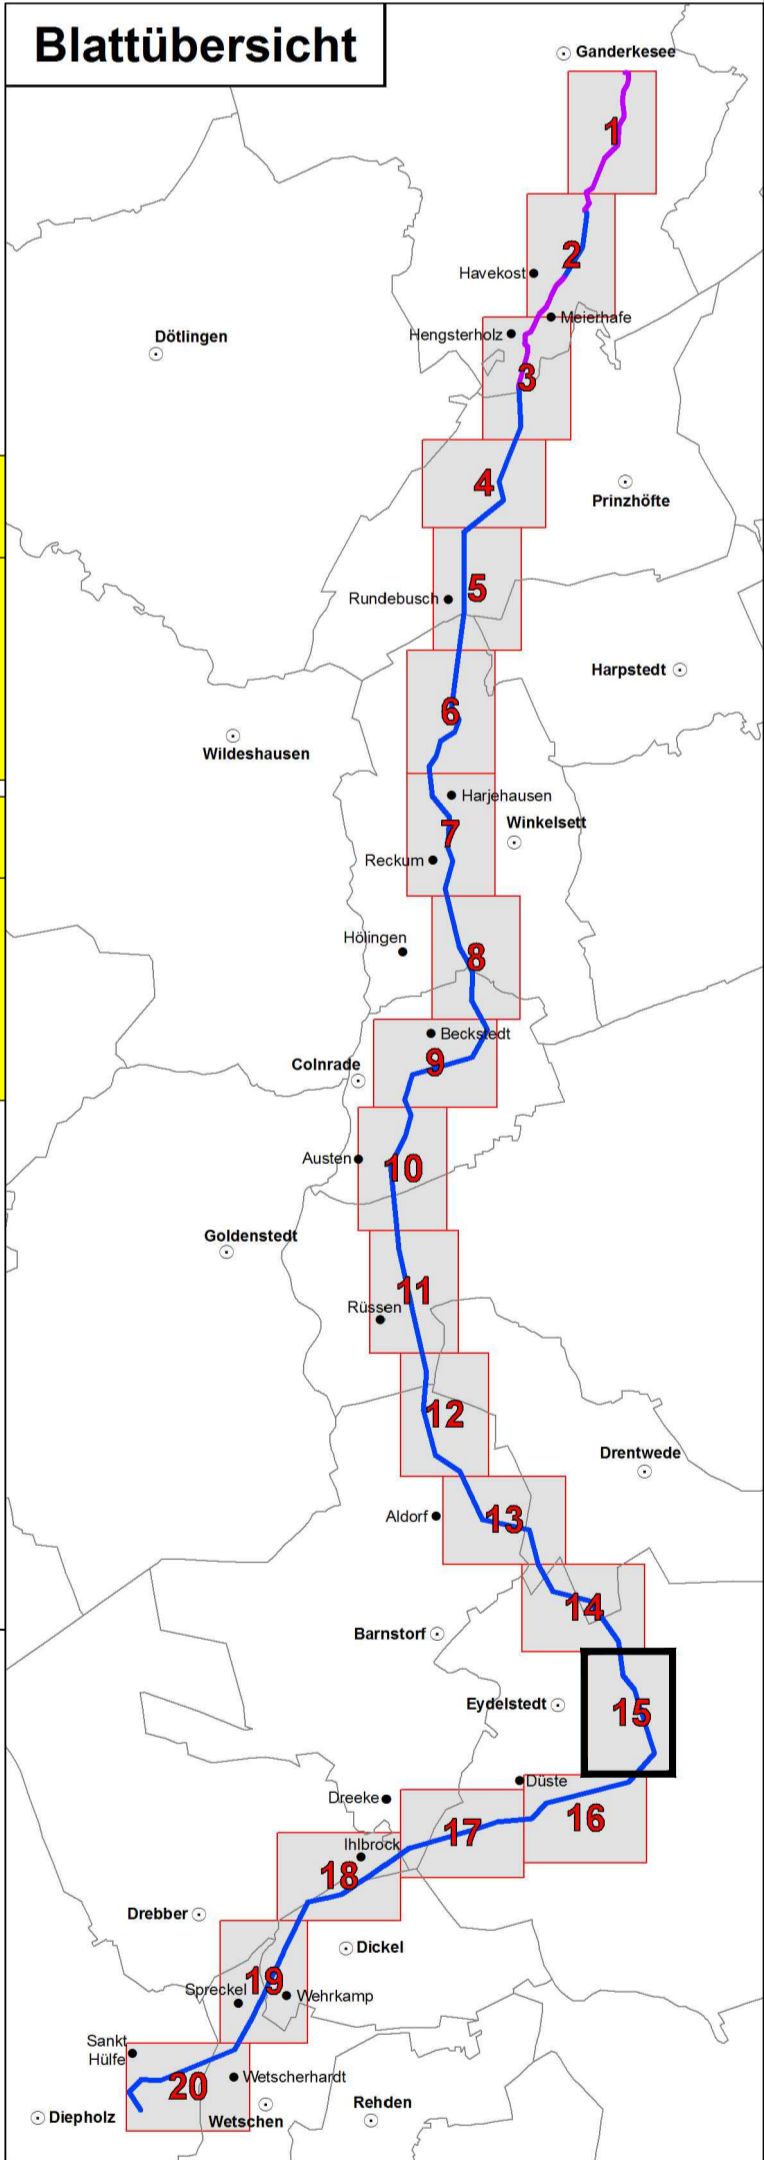 Blattübersicht
Ganderkesee
1
2
Havekost
Meierhafe
Hengsterholz
Dötlingen
3
4
Prinzhöfte
5
Rundebusch
Harpstedt
6
Wildeshausen
Harjehausen
Winkelsett
7
Reckum
Hölingen
8
Beckstedt
9
Colnrade
Austen
10
Goldenstedt
11
Rüssen
12
Drentwede
Aldorf
13
14
Barnstorf
Eydelstedt
15
Düste
Dreeke
16
17
Ihlbrock
18
Drebber
Dickel
19
Spreckel
Wehrkamp
Sankt
Hülfe
Wetscherhardt
20
Diepholz
Wetschen
Rehden